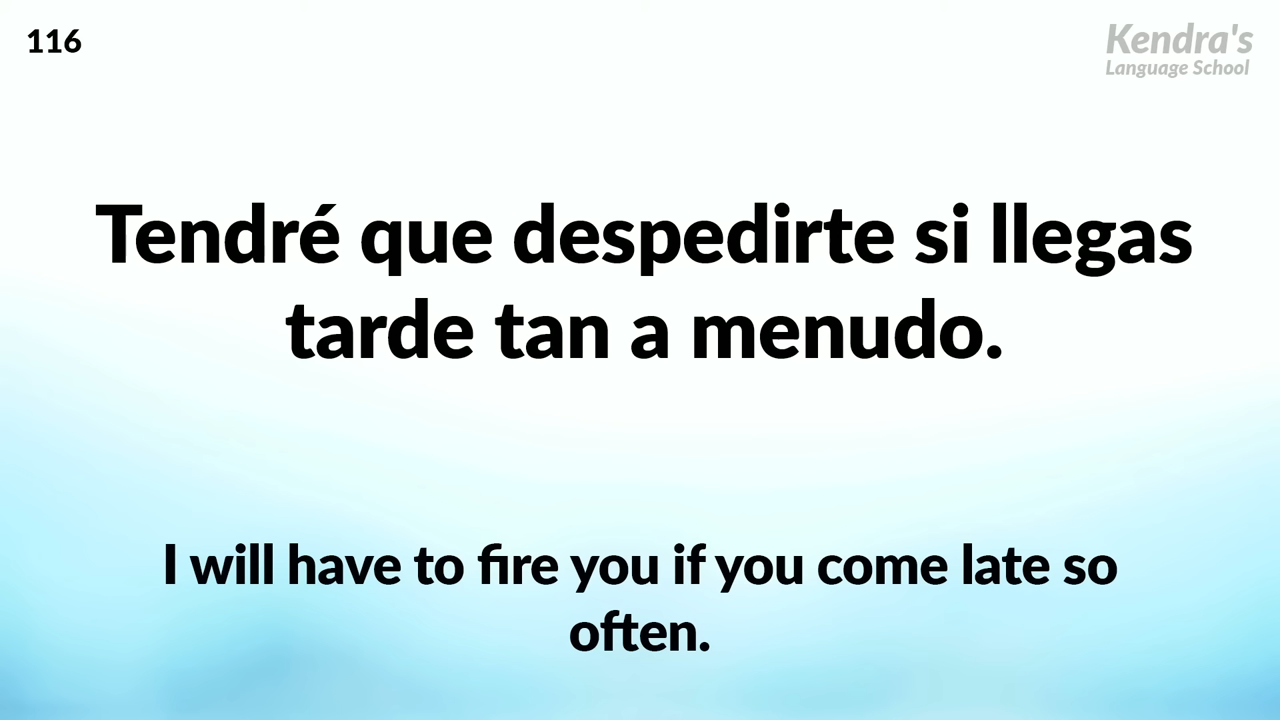 116
Kendra's
Language School
Tendré que despedirte si llegas
tarde tan a menudo.
I will have to fire you if you come late so
often.